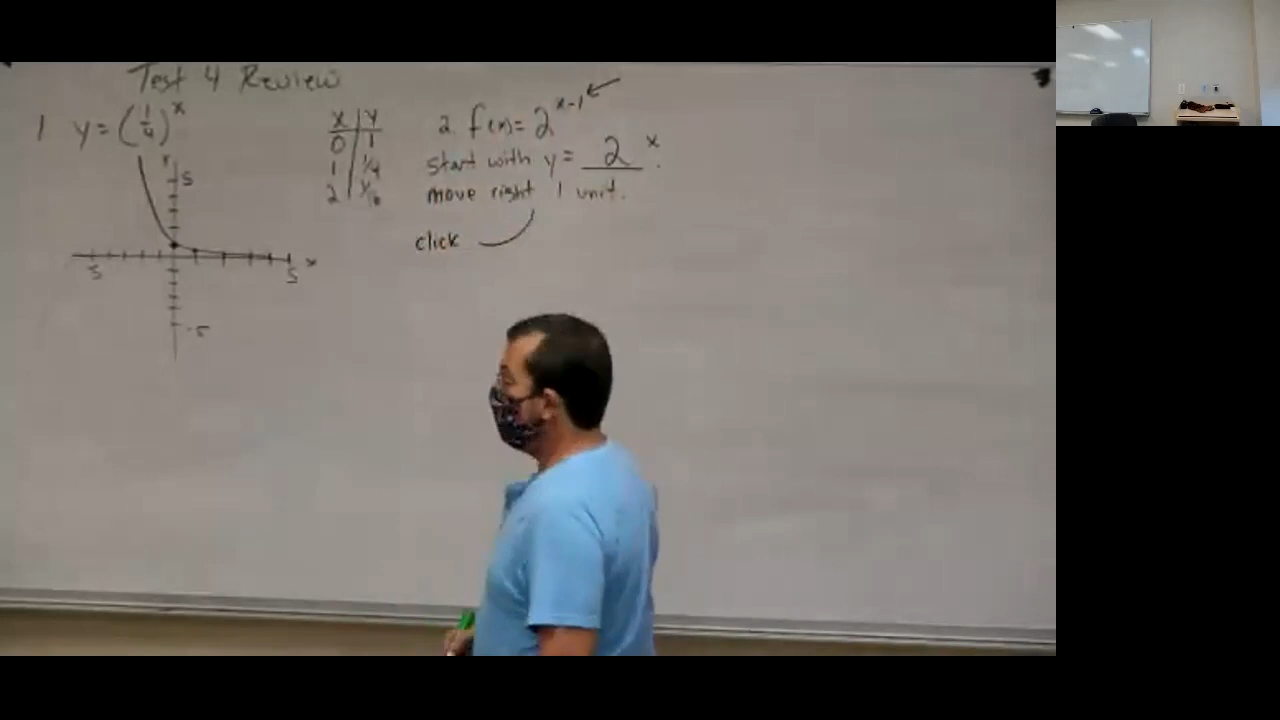 Test 4 Review
1 y = (1/4)^x
y
5
5
5
x
-5
x | y
0 | 1
1 | 1/4
2 | 1/16
2. f(x) = 2^{x-1}
start with y = 2^x.
move right 1 unit.
click